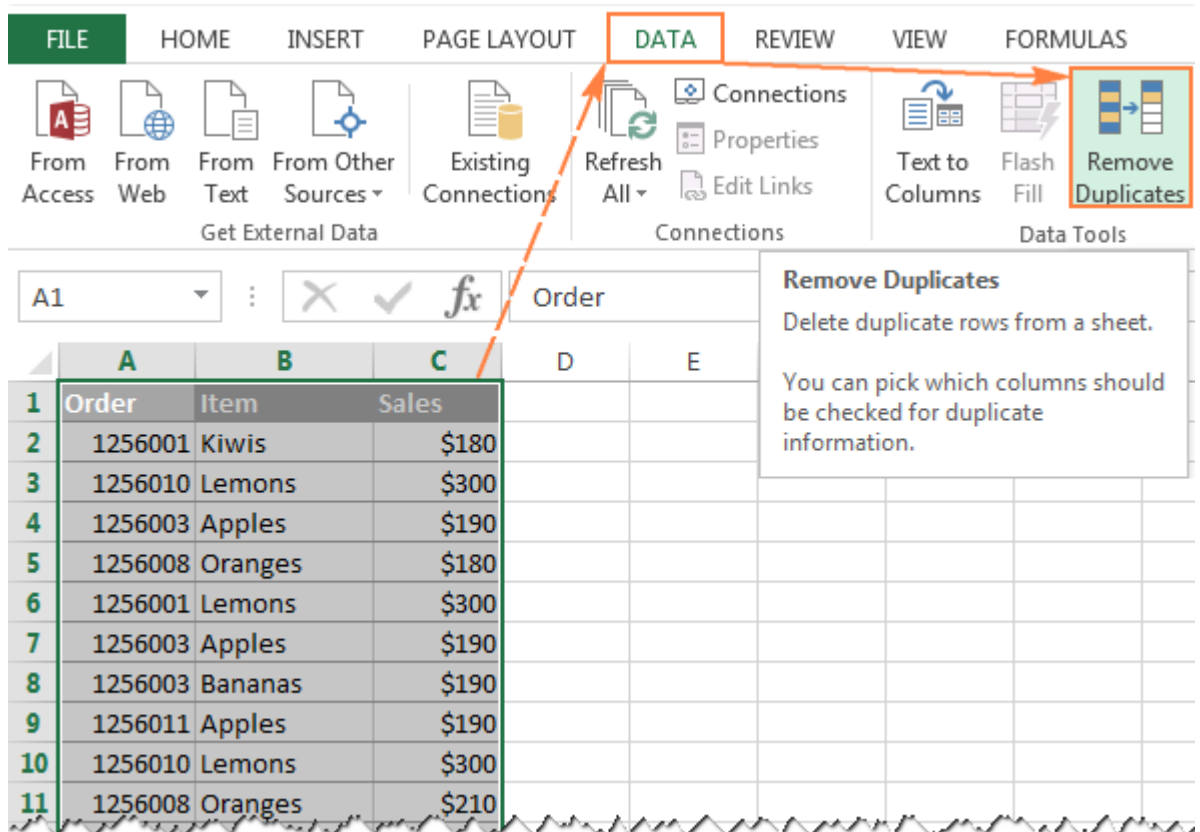 FILE HOME INSERT PAGE LAYOUT DATA REVIEW VIEW FORMULAS
From Access
From Web
From Text
From Other Sources
Existing Connections
Refresh All
Connections
Properties
Edit Links
Text to Columns
Flash Fill
Remove Duplicates
Get External Data Connections Data Tools
A1 fx Order
Remove Duplicates
Delete duplicate rows from a sheet.
You can pick which columns should
be checked for duplicate
information.
A B C D E
1 Order Item Sales
2 1256001 Kiwis $180
3 1256010 Lemons $300
4 1256003 Apples $190
5 1256008 Oranges $180
6 1256001 Lemons $300
7 1256003 Apples $190
8 1256003 Bananas $190
9 1256011 Apples $190
10 1256010 Lemons $300
11 1256008 Oranges $210